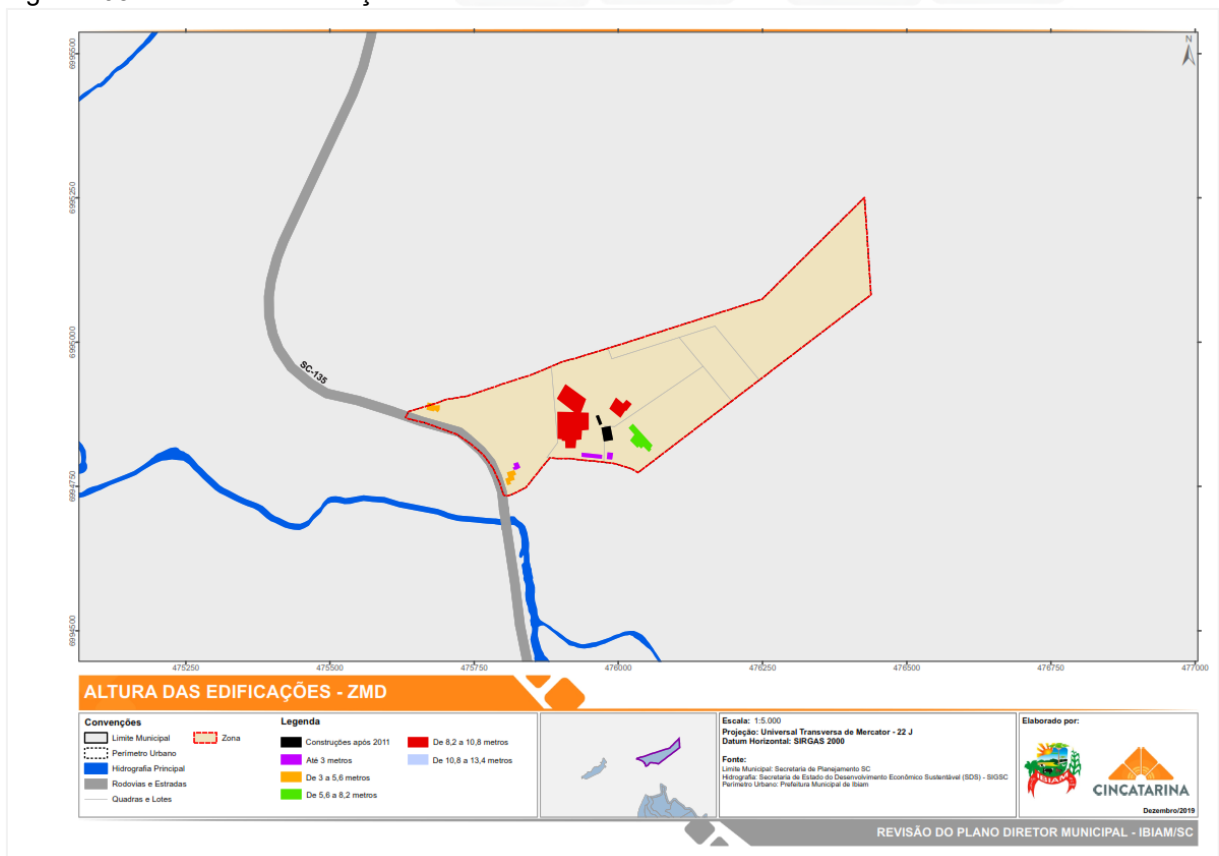 N
6995500
6995250
6995000
6994750
6994500
SC-135
475250
475500
475750
476000
476250
476500
476750
477000
ALTURA DAS EDIFICAÇÕES - ZMD
Convenções
Limite Municipal
Zona
Perímetro Urbano
Hidrografia Principal
Rodovias e Estradas
Quadras e Lotes
Legenda
Construções após 2011
Até 3 metros
De 3 a 5,6 metros
De 5,6 a 8,2 metros
De 8,2 a 10,8 metros
De 10,8 a 13,4 metros
Escala: 1:5.000
Projeção: Universal Transversa de Mercator - 22 J
Datum Horizontal: SIRGAS 2000
Fonte:
Limite Municipal: Secretaria de Planejamento SC
Hidrografia: Secretaria de Estado do Desenvolvimento Econômico Sustentável (SDS) - SIGSC
Perímetro Urbano: Prefeitura Municipal de Ibiam
Elaborado por:
IBIAM
CINCATARINA
Dezembro/2019
REVISÃO DO PLANO DIRETOR MUNICIPAL - IBIAM/SC